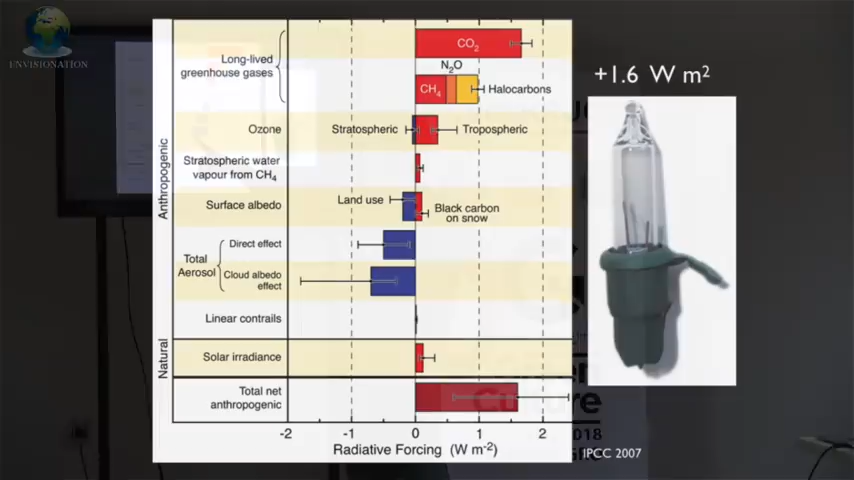 ENVISIONATION
Long-lived
greenhouse gases
CO₂
N₂O
CH₄
Halocarbons
Ozone
Stratospheric
Tropospheric
Stratospheric water
vapour from CH₄
Surface albedo
Land use
Black carbon
on snow
Total
Aerosol
Direct effect
Cloud albedo
effect
Linear contrails
Solar irradiance
Total net
anthropogenic
Anthropogenic
Natural
-2 -1 0 1 2
Radiative Forcing (W m⁻²)
+1.6 W m²
IPCC 2007